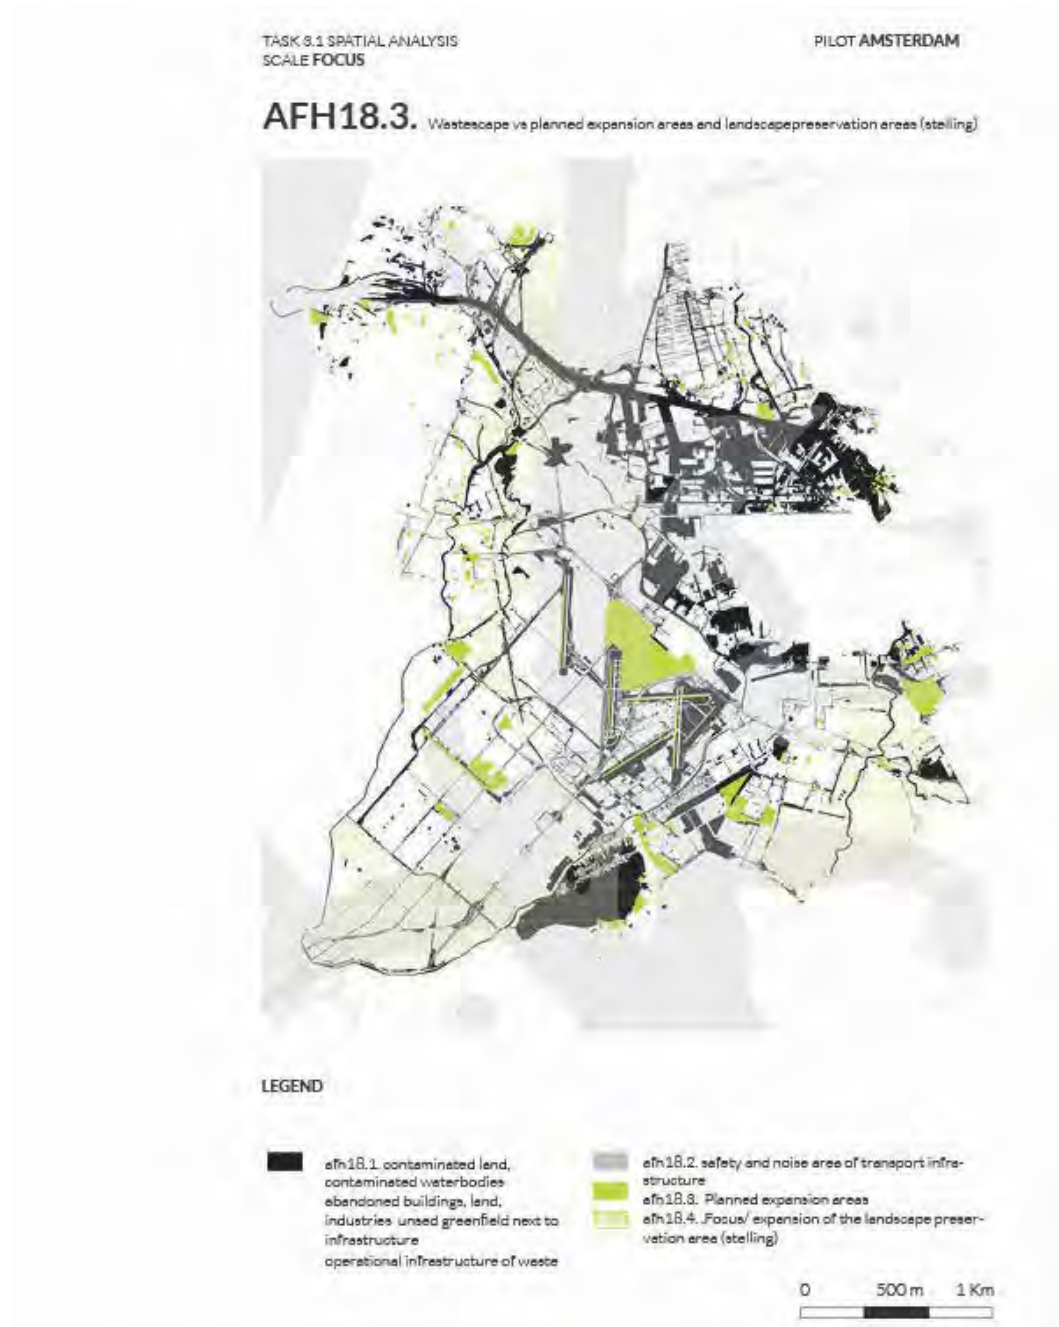 TASK 3.1 SPATIAL ANALYSIS
SCALE FOCUS
PILOT AMSTERDAM
AFH18.3. Wastescape vs planned expansion areas and landscapepreservation areas (stelling)
LEGEND
afh18.1. contaminated land,
contaminated waterbodies
abandoned buildings, land,
industries unsed greenfield next to
infrastructure
operational infrastructure of waste
afh18.2. safety and noise area of transport infra-
structure
afh18.3. Planned expansion areas
afh18.4. .Focus/ expansion of the landscape preser-
vation area (stelling)
0 500 m 1 Km